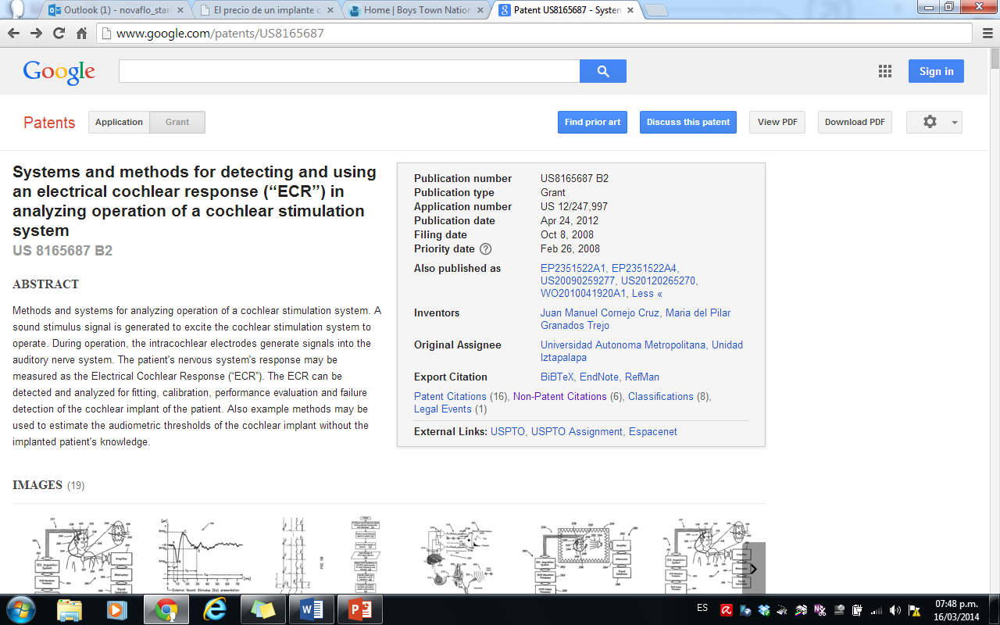 Outlook (1) - novaflo_star
El precio de un implante c
Home | Boys Town Nation
Patent US8165687 - System
www.google.com/patents/US8165687
Google
Sign in
Patents
Application
Grant
Find prior art
Discuss this patent
View PDF
Download PDF
Systems and methods for detecting and using
an electrical cochlear response (“ECR”) in
analyzing operation of a cochlear stimulation
system
US 8165687 B2
ABSTRACT
Methods and systems for analyzing operation of a cochlear stimulation system. A
sound stimulus signal is generated to excite the cochlear stimulation system to
operate. During operation, the intracochlear electrodes generate signals into the
auditory nerve system. The patient's nervous system's response may be
measured as the Electrical Cochlear Response (“ECR”). The ECR can be
detected and analyzed for fitting, calibration, performance evaluation and failure
detection of the cochlear implant of the patient. Also example methods may be
used to estimate the audiometric thresholds of the cochlear implant without the
implanted patient's knowledge.
Publication number US8165687 B2
Publication type Grant
Application number US 12/247,997
Publication date Apr 24, 2012
Filing date Oct 8, 2008
Priority date ? Feb 26, 2008
Also published as EP2351522A1, EP2351522A4,
US20090259277, US20120265270,
WO2010041920A1, Less «
Inventors Juan Manuel Cornejo Cruz, Maria del Pilar
Granados Trejo
Original Assignee Universidad Autonoma Metropolitana, Unidad
Iztapalapa
Export Citation BiBTeX, EndNote, RefMan
Patent Citations (16), Non-Patent Citations (6), Classifications (8),
Legal Events (1)
External Links: USPTO, USPTO Assignment, Espacenet
IMAGES (19)
ES
07:48 p.m.
16/03/2014